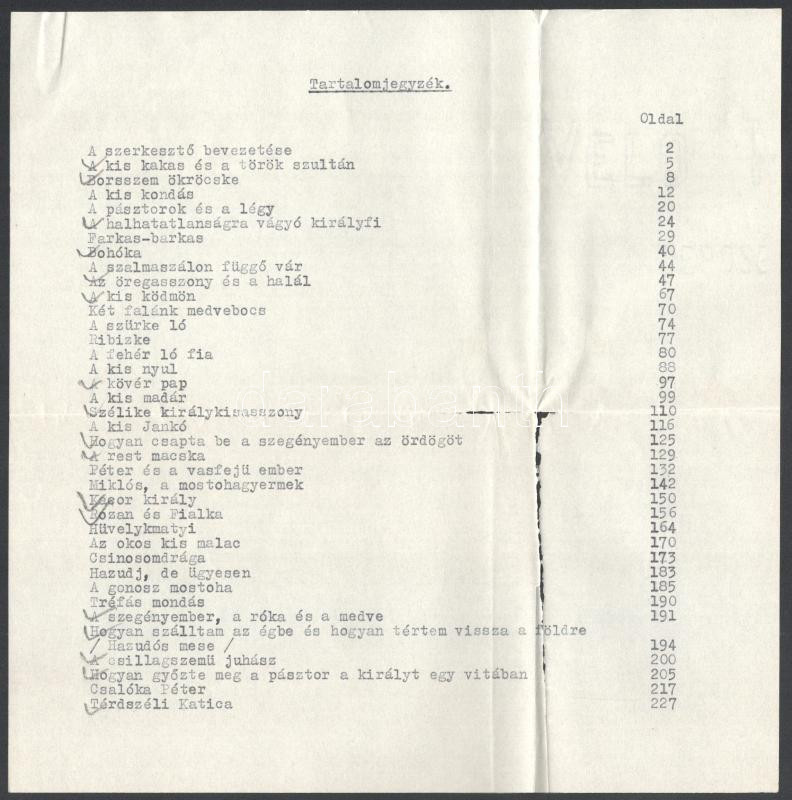 Tartalomjegyzék.
Oldal
A szerkesztő bevezetése 2
A kis kakas és a török szultán 5
Borsszem ökröcske 8
A kis kondás 12
A pásztorok és a légy 20
A halhatatlanságra vágyó királyfi 24
Farkas-barkas 29
Bohóka 40
A szalmaszálon függő vár 44
Az öregasszony és a halál 47
A kis ködmön 67
Két falánk medvebocs 70
A szürke ló 74
Ribizke 77
A fehér ló fia 80
A kis nyul 88
A kövér pap 97
A kis madár 99
Szélike királykisasszony 110
A kis Jankó 116
Hogyan csapta be a szegényember az ördögöt 125
A rest macska 129
Péter és a vasfejü ember 132
Miklós, a mostohagyermek 142
Kacor király 150
Rózan és Fialka 156
Hüvelykmatyi 164
Az okos kis malac 170
Csinosomdrága 173
Hazudj, de ügyesen 183
A gonosz mostoha 185
Tréfás mondás 190
A szegényember, a róka és a medve 191
Hogyan szálltam az égbe és hogyan tértem vissza a földre
/ Hazudós mese / 194
A csillagszemü juhász 200
Hogyan győzte meg a pásztor a királyt egy vitában 205
Csalóka Péter 217
Térdszéli Katica 227
darabanth